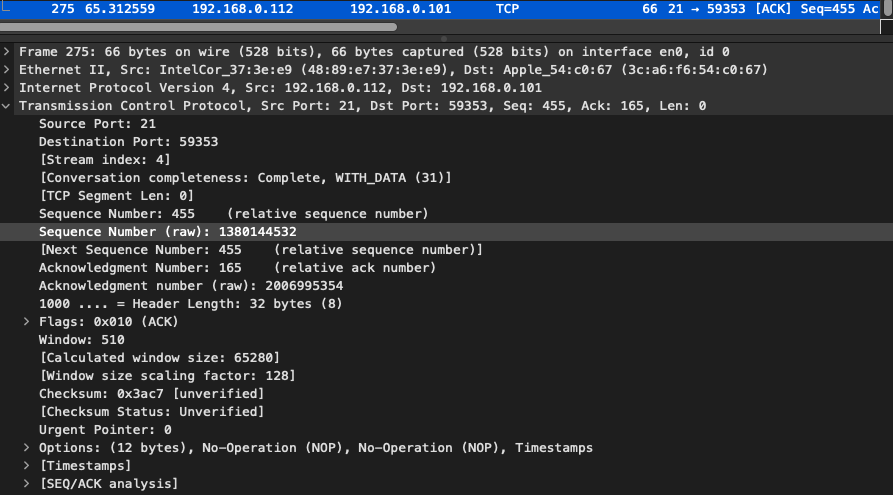 275 65.312559 192.168.0.112 192.168.0.101 TCP 66 21 → 59353 [ACK] Seq=455 Ac
Frame 275: 66 bytes on wire (528 bits), 66 bytes captured (528 bits) on interface en0, id 0
Ethernet II, Src: IntelCor_37:3e:e9 (48:89:e7:37:3e:e9), Dst: Apple_54:c0:67 (3c:a6:f6:54:c0:67)
Internet Protocol Version 4, Src: 192.168.0.112, Dst: 192.168.0.101
Transmission Control Protocol, Src Port: 21, Dst Port: 59353, Seq: 455, Ack: 165, Len: 0
Source Port: 21
Destination Port: 59353
[Stream index: 4]
[Conversation completeness: Complete, WITH_DATA (31)]
[TCP Segment Len: 0]
Sequence Number: 455 (relative sequence number)
Sequence Number (raw): 1380144532
[Next Sequence Number: 455 (relative sequence number)]
Acknowledgment Number: 165 (relative ack number)
Acknowledgment number (raw): 2006995354
1000 .... = Header Length: 32 bytes (8)
Flags: 0x010 (ACK)
Window: 510
[Calculated window size: 65280]
[Window size scaling factor: 128]
Checksum: 0x3ac7 [unverified]
[Checksum Status: Unverified]
Urgent Pointer: 0
Options: (12 bytes), No-Operation (NOP), No-Operation (NOP), Timestamps
[Timestamps]
[SEQ/ACK analysis]